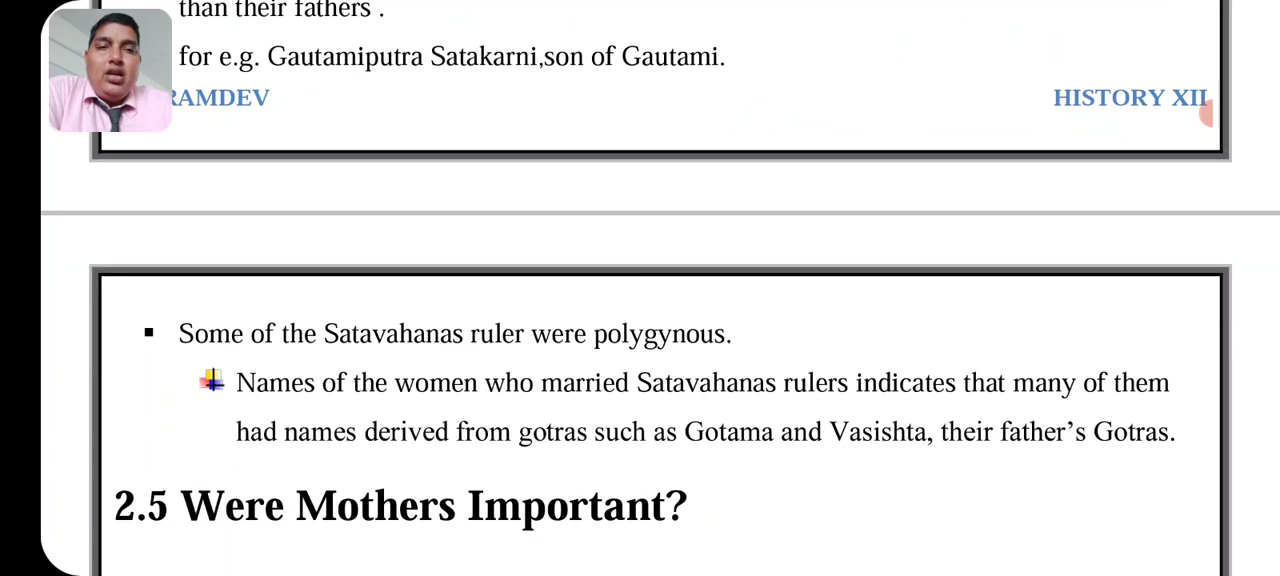 than their fathers .
for e.g. Gautamiputra Satakarni,son of Gautami.
RAMDEV HISTORY XII
▪ Some of the Satavahanas ruler were polygynous.
Names of the women who married Satavahanas rulers indicates that many of them
had names derived from gotras such as Gotama and Vasishta, their father’s Gotras.
2.5 Were Mothers Important?